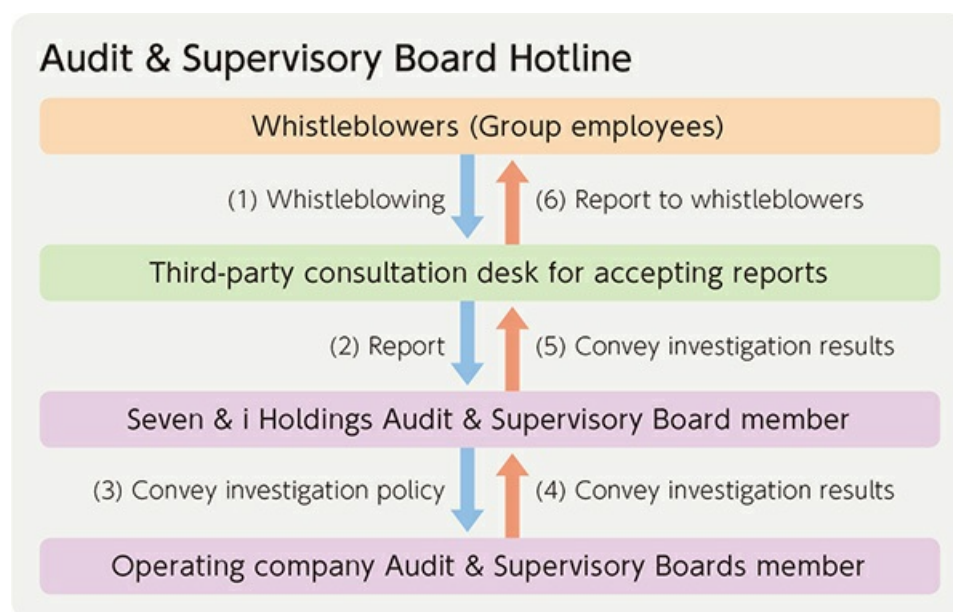 Audit & Supervisory Board Hotline
Whistleblowers (Group employees)
(1) Whistleblowing
(6) Report to whistleblowers
Third-party consultation desk for accepting reports
(2) Report
(5) Convey investigation results
Seven & i Holdings Audit & Supervisory Board member
(3) Convey investigation policy
(4) Convey investigation results
Operating company Audit & Supervisory Boards member